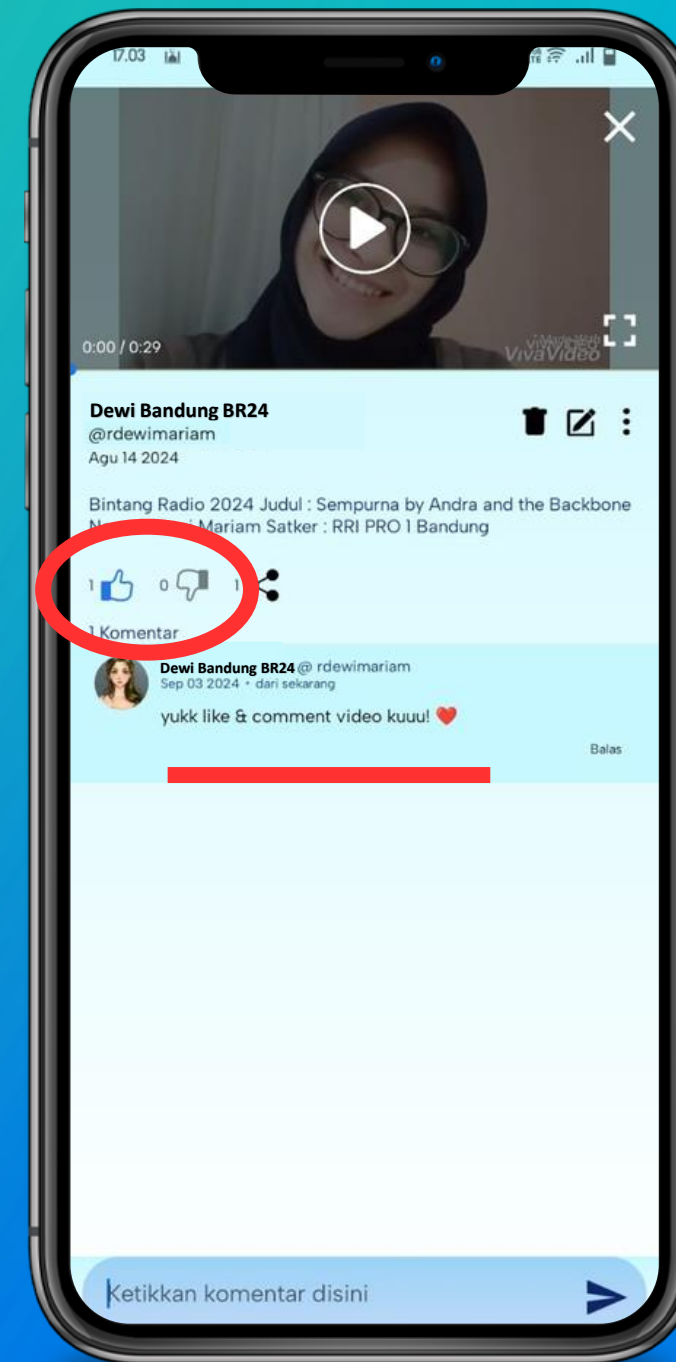 17.03
0:00 / 0:29
VivaVideo
Dewi Bandung BR24
@rdewimariam
Agu 14 2024
Bintang Radio 2024 Judul : Sempurna by Andra and the Backbone
Mariam Satker : RRI PRO 1 Bandung
1 0 1
1 Komentar
Dewi Bandung BR24 @ rdewimariam
Sep 03 2024 • dari sekarang
yukk like & comment video kuuu! ❤️
Balas
Ketikkan komentar disini